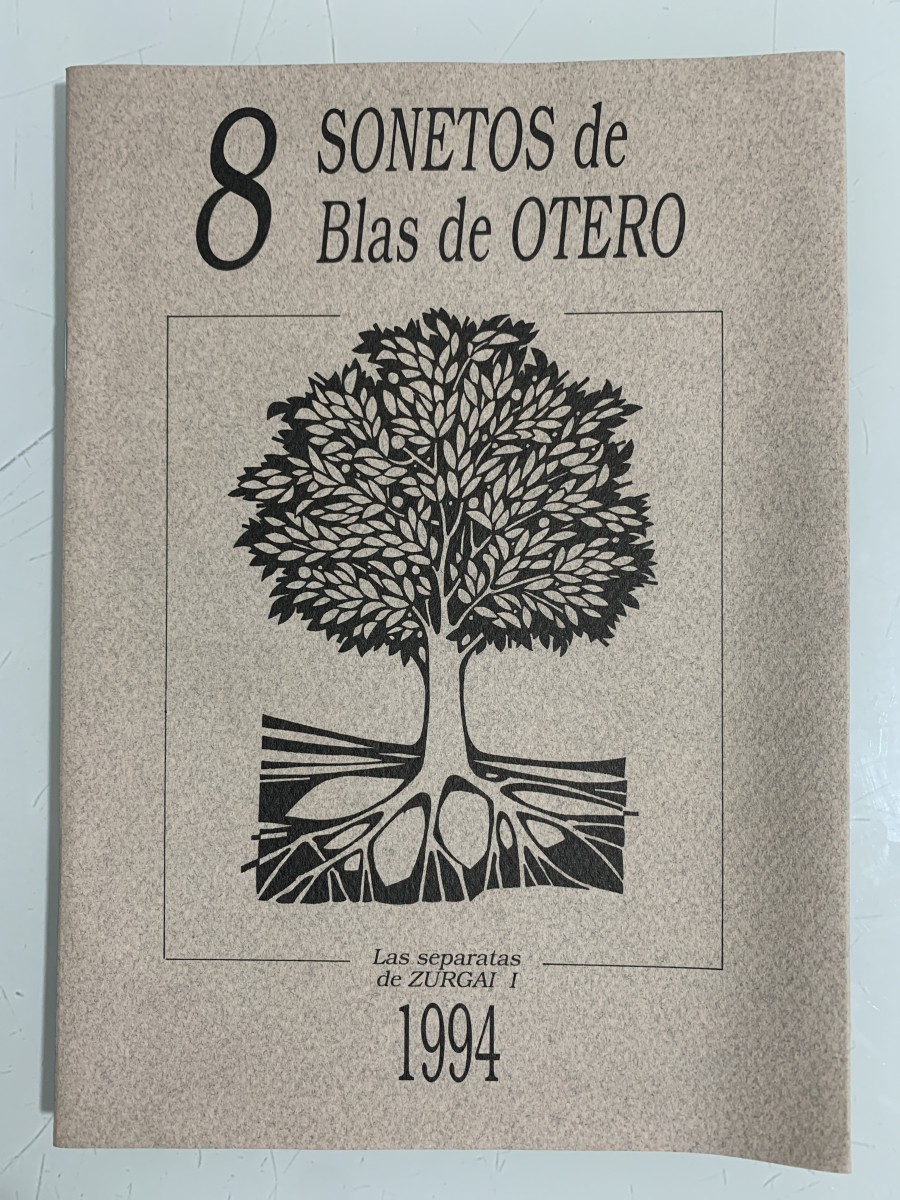 8 SONETOS de
Blas de OTERO
Las separatas
de ZURGAI I
1994